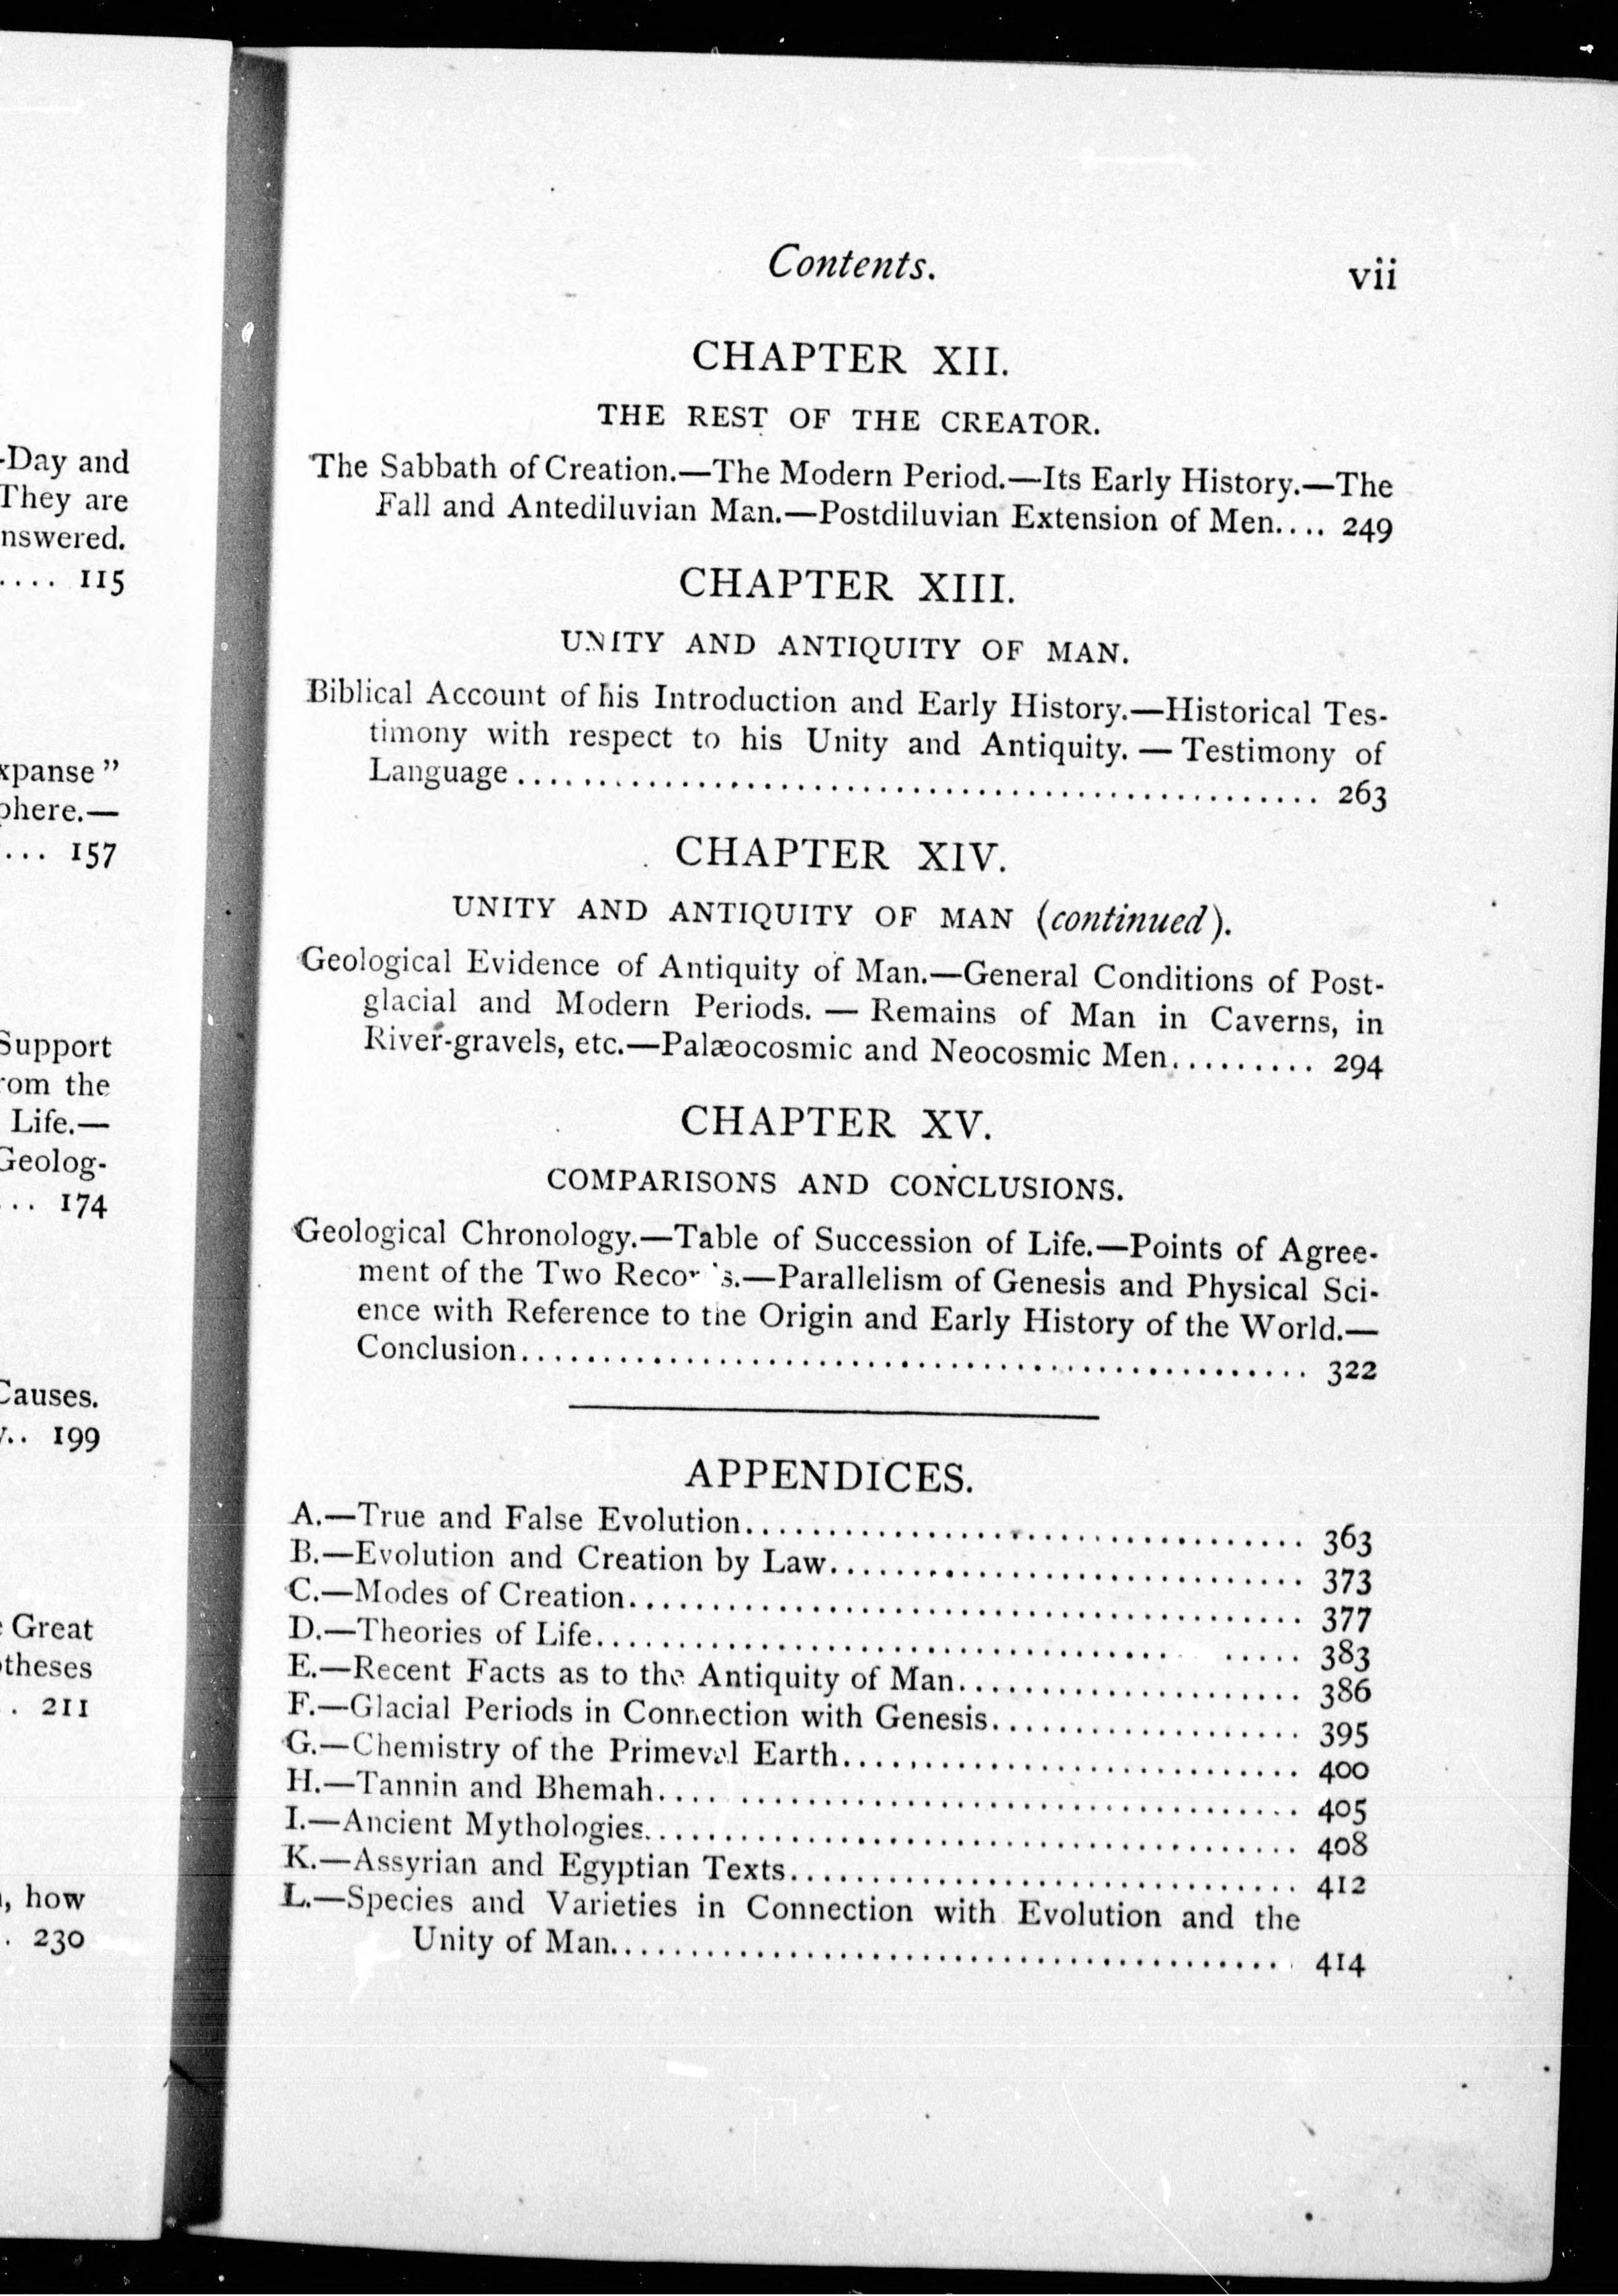 -Day and
They are
nswered.
.... 115
xpanse"
phere.—
... 157
Support
rom the
Life.—
Geolog-
... 174
Causes.
.. 199
Great
theses
. 211
, how
. 230
Contents.
vii
CHAPTER XII.
THE REST OF THE CREATOR.
The Sabbath of Creation.—The Modern Period.—Its Early History.—The
Fall and Antediluvian Man.—Postdiluvian Extension of Men.... 249
CHAPTER XIII.
UNITY AND ANTIQUITY OF MAN.
Biblical Account of his Introduction and Early History.—Historical Tes-
timony with respect to his Unity and Antiquity. — Testimony of
Language ........................................ 263
CHAPTER XIV.
UNITY AND ANTIQUITY OF MAN (continued).
Geological Evidence of Antiquity of Man.—General Conditions of Post-
glacial and Modern Periods. — Remains of Man in Caverns, in
River-gravels, etc.—Palæocosmic and Neocosmic Men......... 294
CHAPTER XV.
COMPARISONS AND CONCLUSIONS.
Geological Chronology.—Table of Succession of Life.—Points of Agree-
ment of the Two Recor s.—Parallelism of Genesis and Physical Sci-
ence with Reference to the Origin and Early History of the World.—
Conclusion........................................ 322
APPENDICES.
A.—True and False Evolution.............................. 363
B.—Evolution and Creation by Law......................... 373
C.—Modes of Creation................................... 377
D.—Theories of Life..................................... 383
E.—Recent Facts as to the Antiquity of Man................. 386
F.—Glacial Periods in Connection with Genesis............... 395
G.—Chemistry of the Primeval Earth....................... 400
H.—Tannin and Bhemah.................................. 405
I.—Ancient Mythologies.................................. 408
K.—Assyrian and Egyptian Texts.......................... 412
L.—Species and Varieties in Connection with Evolution and the
Unity of Man........................................ 414